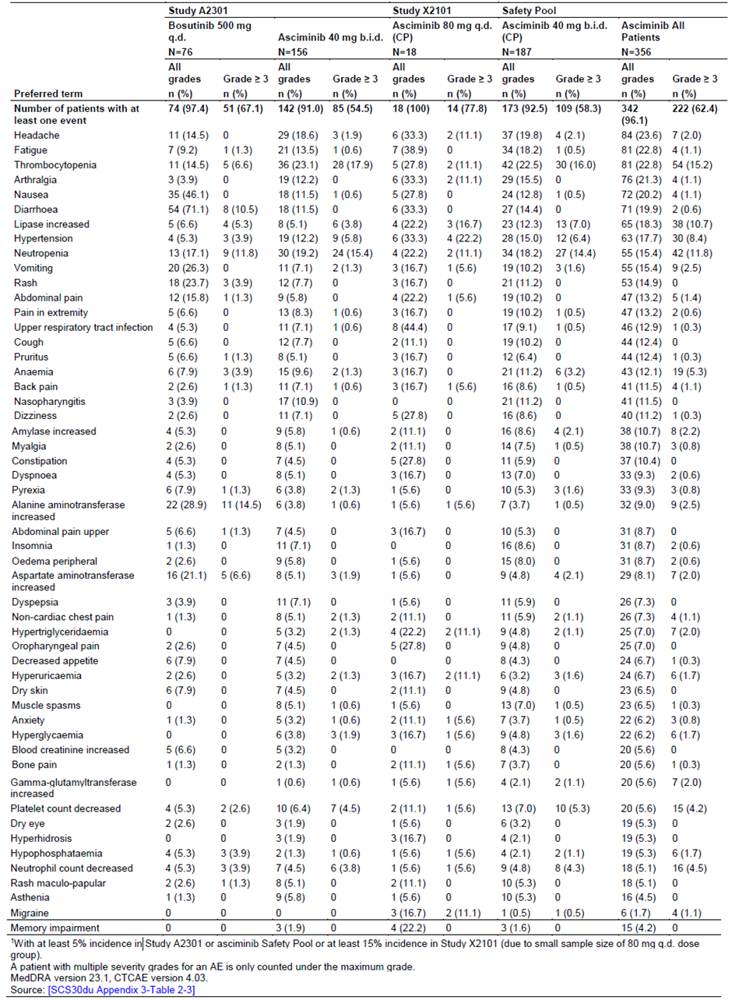 Study A2301 Study X2101 Safety Pool
Bosutinib 500 mg q.d. Asciminib 40 mg b.i.d. Asciminib 80 mg q.d. (CP) Asciminib 40 mg b.i.d. (CP) Asciminib All Patients
N=76 N=156 N=18 N=187 N=356
All grades Grade ≥ 3 All grades Grade ≥ 3 All grades Grade ≥ 3 All grades Grade ≥ 3 All grades Grade ≥ 3
Preferred term n (%) n (%) n (%) n (%) n (%) n (%) n (%) n (%) n (%) n (%)
Number of patients with at least one event 74 (97.4) 51 (67.1) 142 (91.0) 85 (54.5) 18 (100) 14 (77.8) 173 (92.5) 109 (58.3) 342 (96.1) 222 (62.4)
Headache 11 (14.5) 0 29 (18.6) 3 (1.9) 6 (33.3) 2 (11.1) 37 (19.8) 4 (2.1) 84 (23.6) 7 (2.0)
Fatigue 7 (9.2) 1 (1.3) 21 (13.5) 1 (0.6) 7 (38.9) 0 34 (18.2) 1 (0.5) 81 (22.8) 4 (1.1)
Thrombocytopenia 11 (14.5) 5 (6.6) 36 (23.1) 28 (17.9) 5 (27.8) 2 (11.1) 42 (22.5) 30 (16.0) 81 (22.8) 54 (15.2)
Arthralgia 3 (3.9) 0 19 (12.2) 0 6 (33.3) 2 (11.1) 29 (15.5) 0 76 (21.3) 4 (1.1)
Nausea 35 (46.1) 0 18 (11.5) 1 (0.6) 5 (27.8) 0 24 (12.8) 1 (0.5) 72 (20.2) 4 (1.1)
Diarrhoea 54 (71.1) 8 (10.5) 18 (11.5) 0 6 (33.3) 0 27 (14.4) 0 71 (19.9) 2 (0.6)
Lipase increased 5 (6.6) 4 (5.3) 8 (5.1) 6 (3.8) 4 (22.2) 3 (16.7) 23 (12.3) 13 (7.0) 65 (18.3) 38 (10.7)
Hypertension 4 (5.3) 3 (3.9) 19 (12.2) 9 (5.8) 6 (33.3) 4 (22.2) 28 (15.0) 12 (6.4) 63 (17.7) 30 (8.4)
Neutropenia 13 (17.1) 9 (11.8) 30 (19.2) 24 (15.4) 4 (22.2) 2 (11.1) 34 (18.2) 27 (14.4) 55 (15.4) 42 (11.8)
Vomiting 20 (26.3) 0 11 (7.1) 2 (1.3) 3 (16.7) 1 (5.6) 19 (10.2) 3 (1.6) 55 (15.4) 9 (2.5)
Rash 18 (23.7) 3 (3.9) 12 (7.7) 0 3 (16.7) 0 21 (11.2) 0 53 (14.9) 0
Abdominal pain 12 (15.8) 1 (1.3) 9 (5.8) 0 4 (22.2) 1 (5.6) 19 (10.2) 0 47 (13.2) 5 (1.4)
Pain in extremity 5 (6.6) 0 13 (8.3) 1 (0.6) 3 (16.7) 0 19 (10.2) 1 (0.5) 47 (13.2) 2 (0.6)
Upper respiratory tract infection 4 (5.3) 0 11 (7.1) 1 (0.6) 8 (44.4) 0 17 (9.1) 1 (0.5) 46 (12.9) 1 (0.3)
Cough 5 (6.6) 0 12 (7.7) 0 2 (11.1) 0 19 (10.2) 0 44 (12.4) 0
Pruritus 5 (6.6) 1 (1.3) 8 (5.1) 0 3 (16.7) 0 12 (6.4) 0 44 (12.4) 1 (0.3)
Anaemia 6 (7.9) 3 (3.9) 15 (9.6) 2 (1.3) 3 (16.7) 0 21 (11.2) 6 (3.2) 43 (12.1) 19 (5.3)
Back pain 2 (2.6) 1 (1.3) 11 (7.1) 1 (0.6) 3 (16.7) 1 (5.6) 16 (8.6) 1 (0.5) 41 (11.5) 4 (1.1)
Nasopharyngitis 3 (3.9) 0 17 (10.9) 0 0 0 21 (11.2) 0 41 (11.5) 0
Dizziness 2 (2.6) 0 11 (7.1) 0 5 (27.8) 0 16 (8.6) 0 40 (11.2) 1 (0.3)
Amylase increased 4 (5.3) 0 9 (5.8) 1 (0.6) 2 (11.1) 0 16 (8.6) 4 (2.1) 38 (10.7) 8 (2.2)
Myalgia 2 (2.6) 0 8 (5.1) 0 2 (11.1) 0 14 (7.5) 1 (0.5) 38 (10.7) 3 (0.8)
Constipation 4 (5.3) 0 7 (4.5) 0 5 (27.8) 0 11 (5.9) 0 37 (10.4) 0
Dyspnoea 4 (5.3) 0 8 (5.1) 0 3 (16.7) 0 13 (7.0) 0 33 (9.3) 2 (0.6)
Pyrexia 6 (7.9) 1 (1.3) 6 (3.8) 2 (1.3) 1 (5.6) 0 10 (5.3) 3 (1.6) 33 (9.3) 3 (0.8)
Alanine aminotransferase increased 22 (28.9) 11 (14.5) 6 (3.8) 1 (0.6) 1 (5.6) 1 (5.6) 7 (3.7) 1 (0.5) 32 (9.0) 9 (2.5)
Abdominal pain upper 5 (6.6) 1 (1.3) 7 (4.5) 0 3 (16.7) 0 10 (5.3) 0 31 (8.7) 0
Insomnia 1 (1.3) 0 11 (7.1) 0 0 0 16 (8.6) 0 31 (8.7) 2 (0.6)
Oedema peripheral 2 (2.6) 0 9 (5.8) 0 1 (5.6) 0 15 (8.0) 0 31 (8.7) 2 (0.6)
Aspartate aminotransferase increased 16 (21.1) 5 (6.6) 8 (5.1) 3 (1.9) 1 (5.6) 0 9 (4.8) 4 (2.1) 29 (8.1) 7 (2.0)
Dyspepsia 3 (3.9) 0 11 (7.1) 0 1 (5.6) 0 11 (5.9) 0 26 (7.3) 0
Non-cardiac chest pain 1 (1.3) 0 8 (5.1) 2 (1.3) 2 (11.1) 0 11 (5.9) 2 (1.1) 26 (7.3) 4 (1.1)
Hypertriglyceridaemia 0 0 5 (3.2) 2 (1.3) 4 (22.2) 2 (11.1) 9 (4.8) 2 (1.1) 25 (7.0) 7 (2.0)
Oropharyngeal pain 2 (2.6) 0 7 (4.5) 0 5 (27.8) 0 9 (4.8) 0 25 (7.0) 0
Decreased appetite 6 (7.9) 0 7 (4.5) 0 0 0 8 (4.3) 0 24 (6.7) 1 (0.3)
Hyperuricaemia 2 (2.6) 0 5 (3.2) 2 (1.3) 3 (16.7) 2 (11.1) 6 (3.2) 3 (1.6) 24 (6.7) 6 (1.7)
Dry skin 6 (7.9) 0 7 (4.5) 0 2 (11.1) 0 9 (4.8) 0 23 (6.5) 0
Muscle spasms 0 0 8 (5.1) 1 (0.6) 1 (5.6) 0 13 (7.0) 1 (0.5) 23 (6.5) 1 (0.3)
Anxiety 1 (1.3) 0 5 (3.2) 1 (0.6) 2 (11.1) 1 (5.6) 7 (3.7) 1 (0.5) 22 (6.2) 3 (0.8)
Hyperglycaemia 0 0 6 (3.8) 3 (1.9) 3 (16.7) 1 (5.6) 9 (4.8) 3 (1.6) 22 (6.2) 6 (1.7)
Blood creatinine increased 5 (6.6) 0 5 (3.2) 0 0 0 8 (4.3) 0 20 (5.6) 0
Bone pain 1 (1.3) 0 2 (1.3) 0 2 (11.1) 1 (5.6) 7 (3.7) 0 20 (5.6) 1 (0.3)
Gamma-glutamyltransferase increased 0 0 1 (0.6) 1 (0.6) 1 (5.6) 1 (5.6) 4 (2.1) 2 (1.1) 20 (5.6) 7 (2.0)
Platelet count decreased 4 (5.3) 2 (2.6) 10 (6.4) 7 (4.5) 2 (11.1) 1 (5.6) 13 (7.0) 10 (5.3) 20 (5.6) 15 (4.2)
Dry eye 2 (2.6) 0 3 (1.9) 0 1 (5.6) 0 6 (3.2) 0 19 (5.3) 0
Hyperhidrosis 0 0 3 (1.9) 0 3 (16.7) 0 4 (2.1) 0 19 (5.3) 0
Hypophosphataemia 4 (5.3) 3 (3.9) 2 (1.3) 1 (0.6) 1 (5.6) 1 (5.6) 4 (2.1) 2 (1.1) 19 (5.3) 6 (1.7)
Neutrophil count decreased 4 (5.3) 3 (3.9) 7 (4.5) 6 (3.8) 1 (5.6) 1 (5.6) 9 (4.8) 8 (4.3) 18 (5.1) 16 (4.5)
Rash maculo-papular 2 (2.6) 1 (1.3) 8 (5.1) 0 2 (11.1) 0 10 (5.3) 0 18 (5.1) 0
Asthenia 1 (1.3) 0 9 (5.8) 0 1 (5.6) 0 10 (5.3) 0 16 (4.5) 0
Migraine 0 0 0 0 3 (16.7) 2 (11.1) 1 (0.5) 1 (0.5) 6 (1.7) 4 (1.1)
Memory impairment 0 0 3 (1.9) 0 4 (22.2) 0 3 (1.6) 0 15 (4.2) 0
¹With at least 5% incidence in Study A2301 or asciminib Safety Pool or at least 15% incidence in Study X2101 (due to small sample size of 80 mg q.d. dose
group).
A patient with multiple severity grades for an AE is only counted under the maximum grade.
MedDRA version 23.1, CTCAE version 4.03.
Source: [SCS30du Appendix 3-Table 2-3]